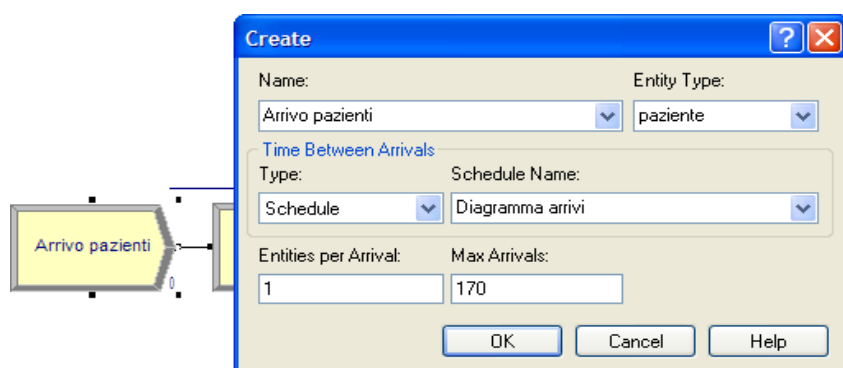 Create
Name:
Entity Type:
Arrivo pazienti
paziente
Time Between Arrivals
Type:
Schedule Name:
Schedule
Diagramma arrivi
Arrivo pazienti
0
Entities per Arrival:
Max Arrivals:
1
170
OK
Cancel
Help